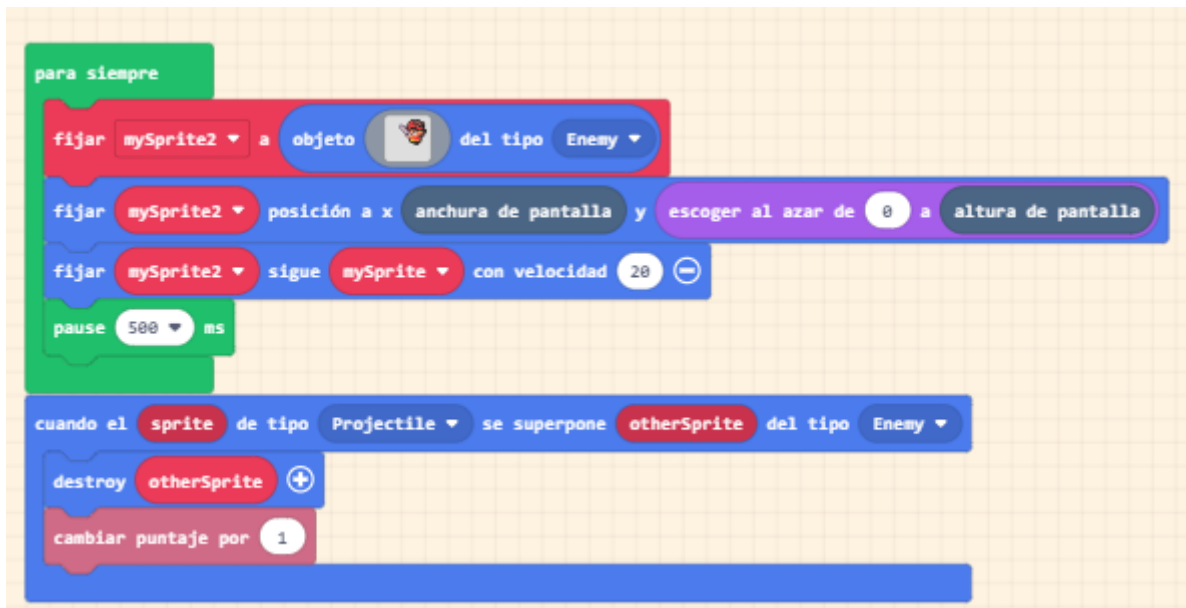 para siempre
fijar mySprite2 a objeto del tipo Enemy
fijar mySprite2 posición a x anchura de pantalla y escoger al azar de 0 a altura de pantalla
fijar mySprite2 sigue mySprite con velocidad 20
pause 500 ms
cuando el sprite de tipo Projectile se superpone otherSprite del tipo Enemy
destroy otherSprite
cambiar puntaje por 1